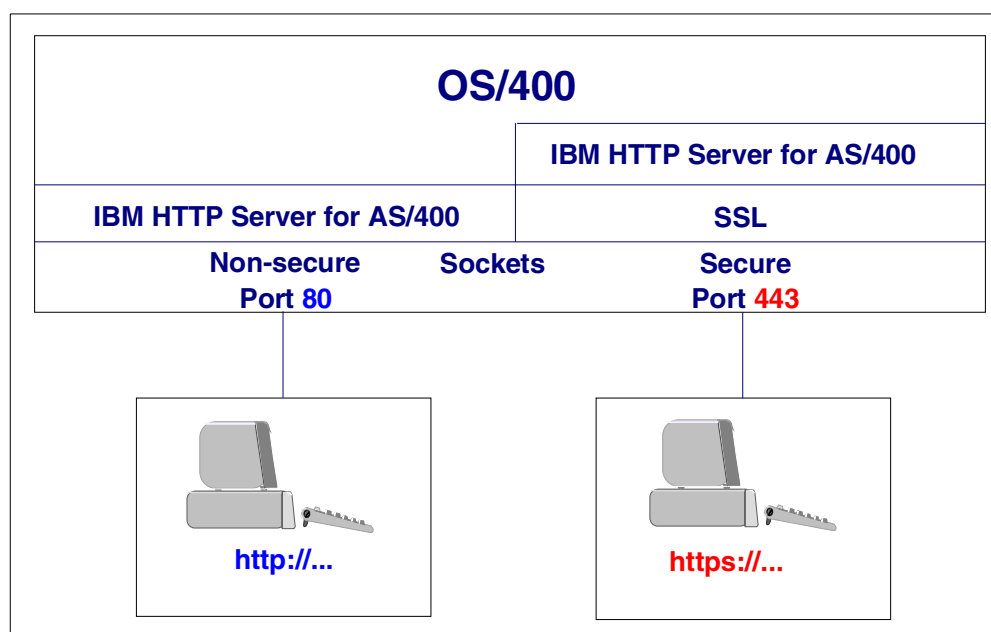 OS/400
IBM HTTP Server for AS/400
IBM HTTP Server for AS/400
SSL
Non-secure Sockets Secure
Port 80 Port 443
http://...
https://...